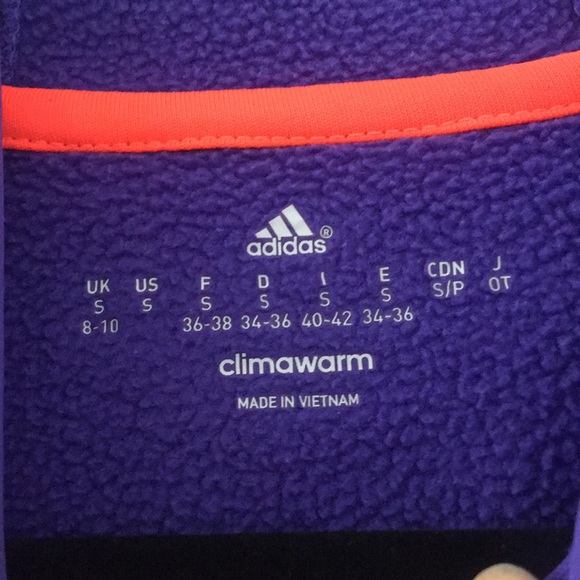 adidas®
UK US F D I E CDN J
S S S S S S S/P OT
8-10 36-38 34-36 40-42 34-36
climawarm
MADE IN VIETNAM